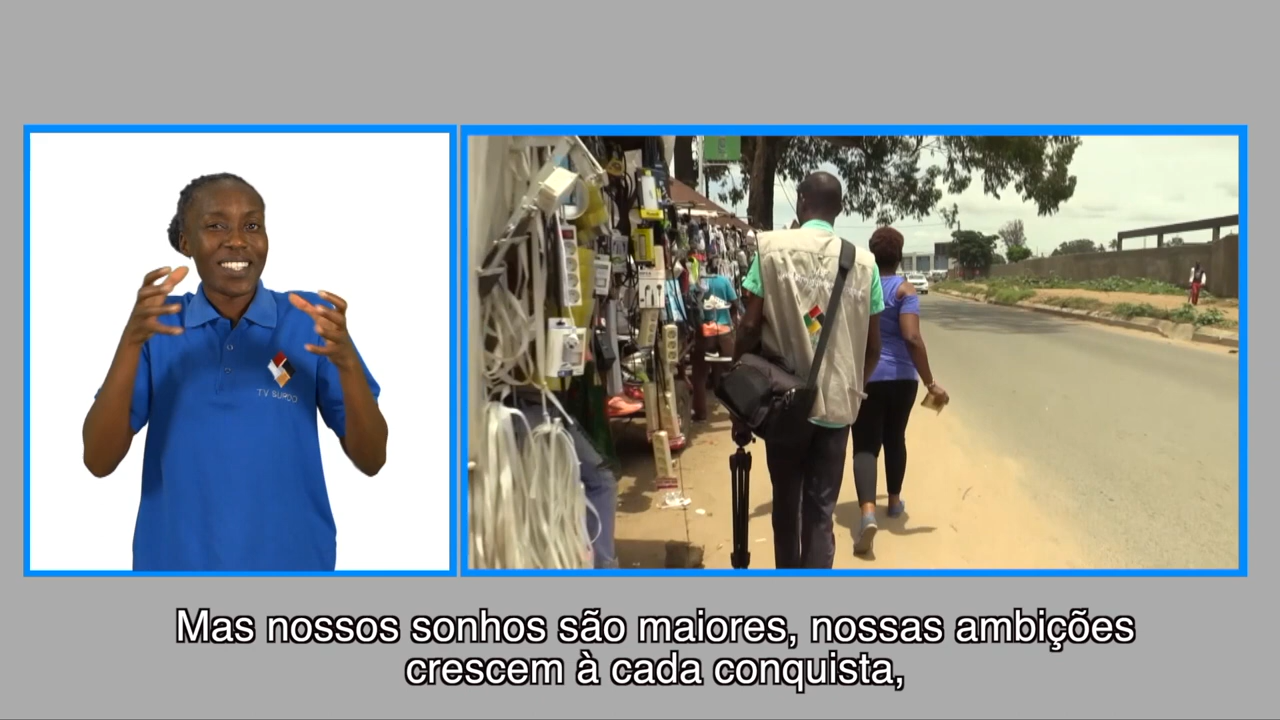 TV SURDO
Mas nossos sonhos são maiores, nossas ambições
crescem à cada conquista,